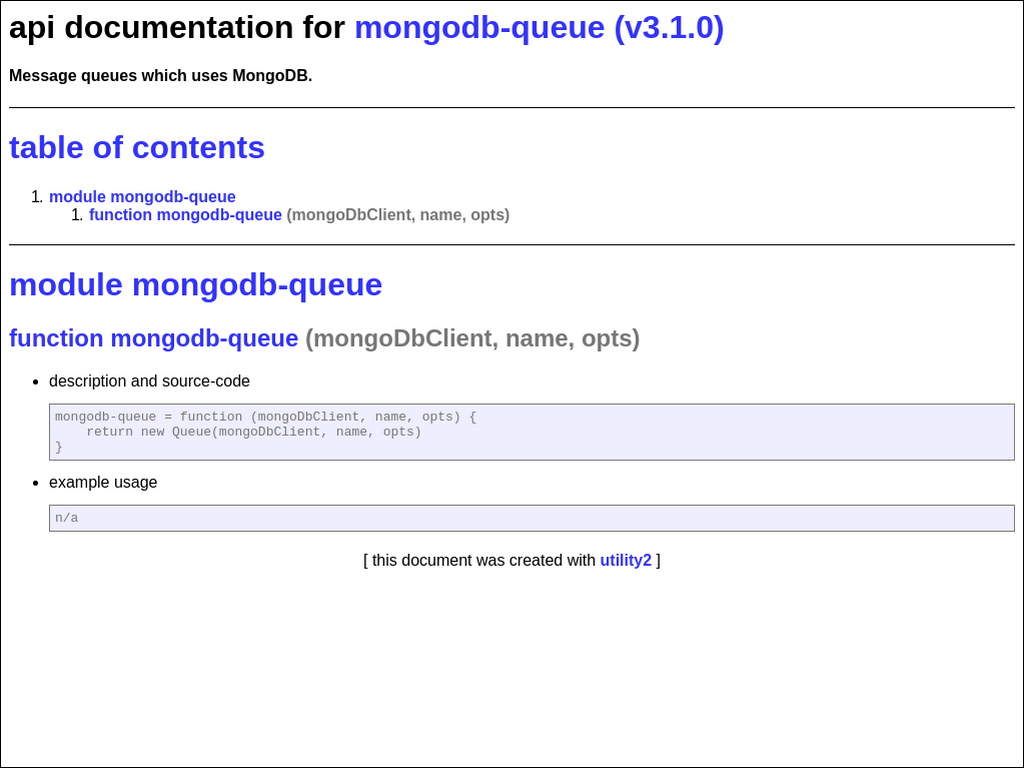 api documentation for mongodb-queue (v3.1.0)
Message queues which uses MongoDB.
table of contents
1. module mongodb-queue
1. function mongodb-queue (mongoDbClient, name, opts)
module mongodb-queue
function mongodb-queue (mongoDbClient, name, opts)
• description and source-code
mongodb-queue = function (mongoDbClient, name, opts) {
    return new Queue(mongoDbClient, name, opts)
}
• example usage
n/a
[ this document was created with utility2 ]